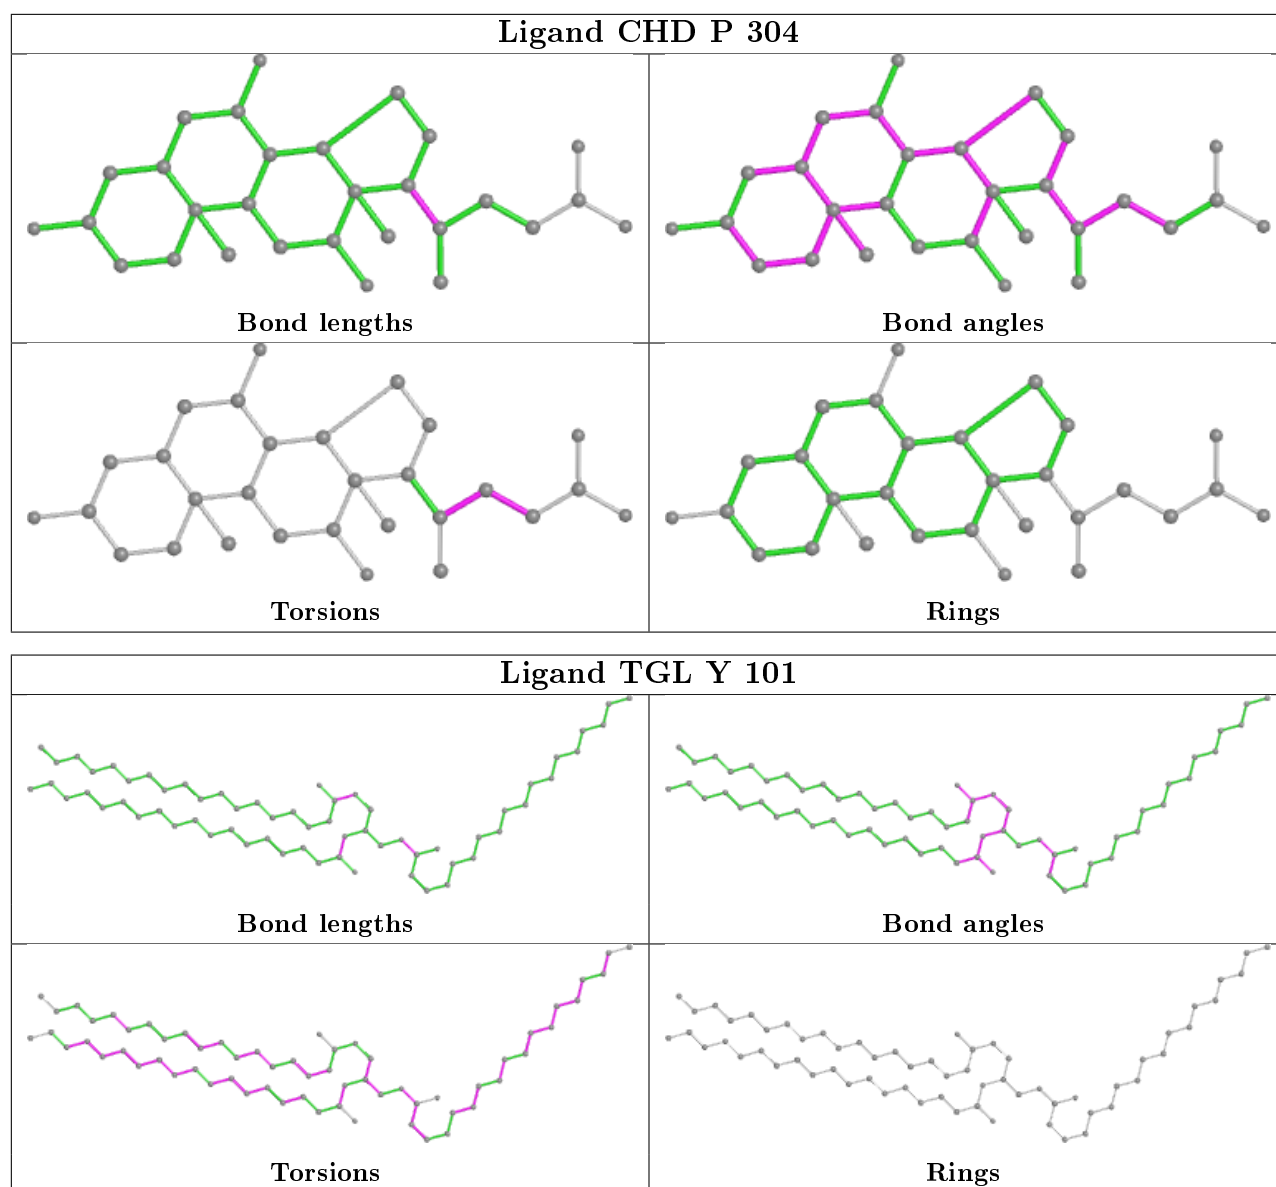 Ligand CHD P 304
Bond lengths
Bond angles
Torsions
Rings
Ligand TGL Y 101
Bond lengths
Bond angles
Torsions
Rings